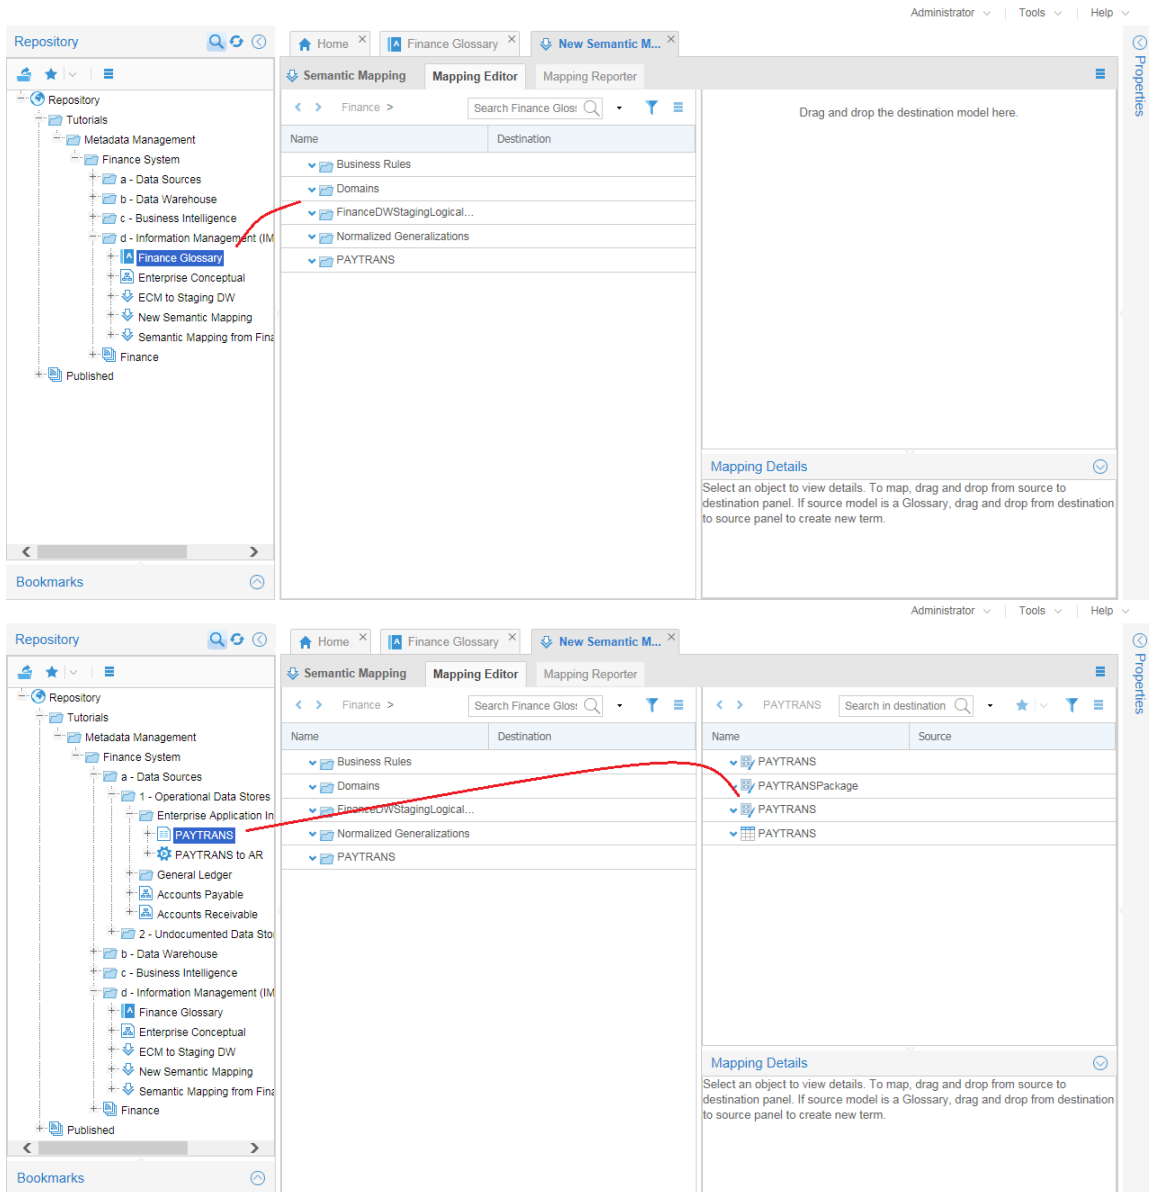 Administrator Tools Help
Repository
Home Finance Glossary New Semantic M...
Properties
Semantic Mapping Mapping Editor Mapping Reporter
Repository
Tutorials
Metadata Management
Finance System
a - Data Sources
b - Data Warehouse
c - Business Intelligence
d - Information Management (IM
Finance Glossary
Enterprise Conceptual
ECM to Staging DW
New Semantic Mapping
Semantic Mapping from Fina
Finance
Published
Bookmarks
Finance > Search Finance Glos:
Name Destination
Business Rules
Domains
FinanceDWStagingLogical...
Normalized Generalizations
PAYTRANS
Drag and drop the destination model here.
Mapping Details
Select an object to view details. To map, drag and drop from source to
destination panel. If source model is a Glossary, drag and drop from destination
to source panel to create new term.
Administrator Tools Help
Repository
Home Finance Glossary New Semantic M...
Properties
Semantic Mapping Mapping Editor Mapping Reporter
Repository
Tutorials
Metadata Management
Finance System
a - Data Sources
1 - Operational Data Stores
Enterprise Application In
PAYTRANS
PAYTRANS to AR
General Ledger
Accounts Payable
Accounts Receivable
2 - Undocumented Data Sto
b - Data Warehouse
c - Business Intelligence
d - Information Management (IM
Finance Glossary
Enterprise Conceptual
ECM to Staging DW
New Semantic Mapping
Semantic Mapping from Fina
Finance
Published
Bookmarks
Finance > Search Finance Glos:
Name Destination
Business Rules
Domains
FinanceDWStagingLogical...
Normalized Generalizations
PAYTRANS
PAYTRANS Search in destination
Name Source
PAYTRANS
PAYTRANSPackage
PAYTRANS
PAYTRANS
Mapping Details
Select an object to view details. To map, drag and drop from source to
destination panel. If source model is a Glossary, drag and drop from destination
to source panel to create new term.